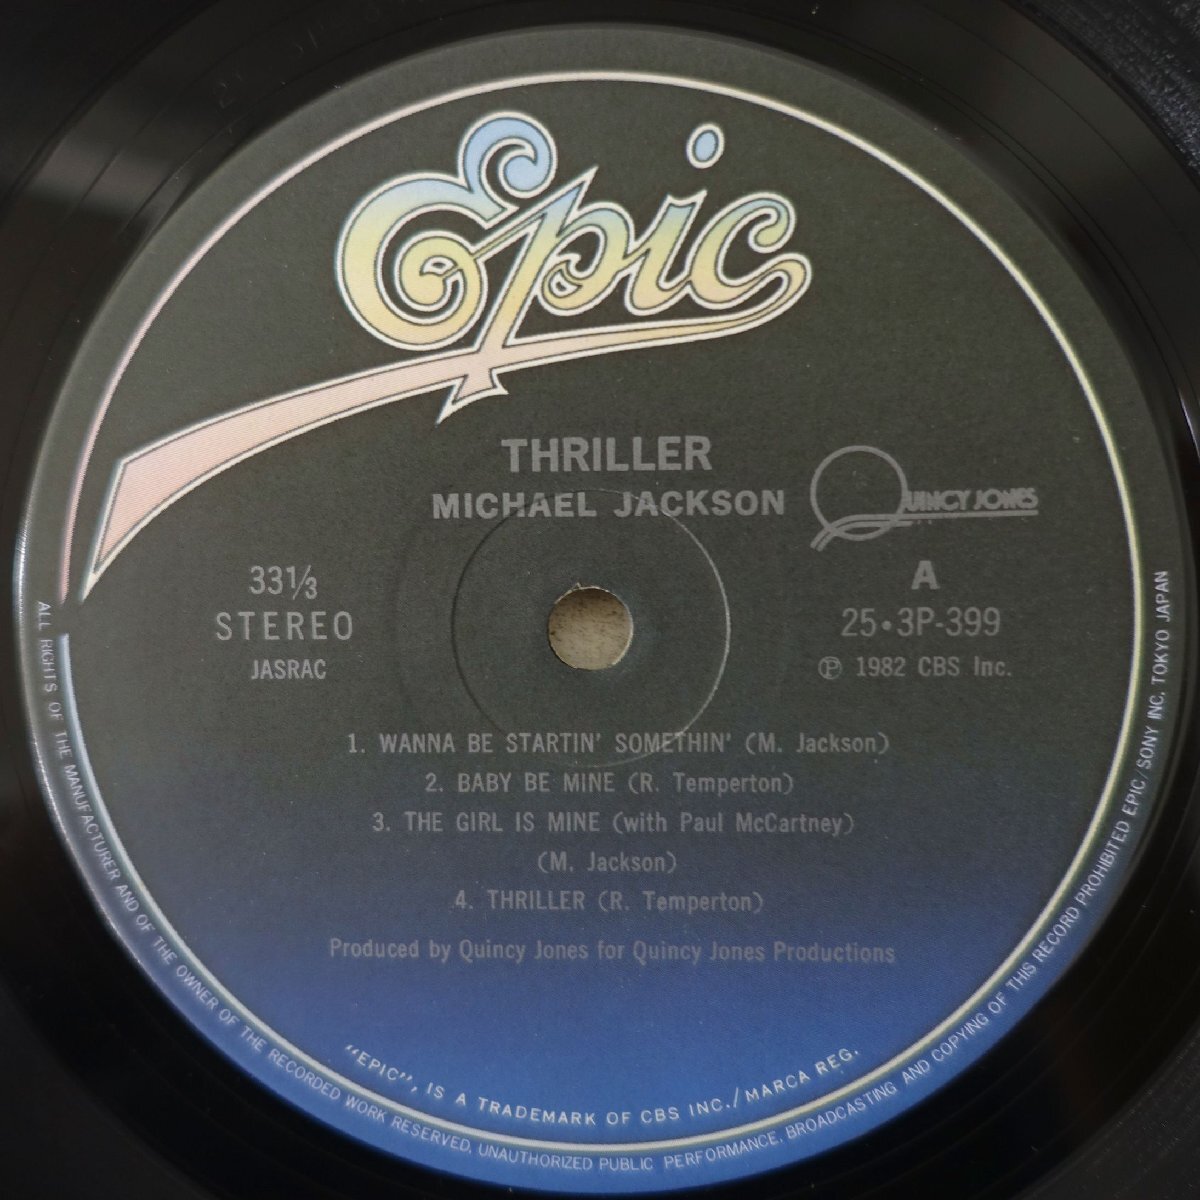 Epic
THRILLER
MICHAEL JACKSON
QUINCY JONES
33⅓
STEREO
JASRAC
A
25・3P-399
Ⓟ 1982 CBS Inc.
1. WANNA BE STARTIN' SOMETHIN' (M. Jackson)
2. BABY BE MINE (R. Temperton)
3. THE GIRL IS MINE (with Paul McCartney)
(M. Jackson)
4. THRILLER (R. Temperton)
Produced by Quincy Jones for Quincy Jones Productions
"EPIC", IS A TRADEMARK OF CBS INC./MARCA REG.
ALL RIGHTS OF THE MANUFACTURER AND OF THE OWNER OF THE RECORDED WORK RESERVED, UNAUTHORIZED PUBLIC PERFORMANCE, BROADCASTING AND COPYING OF THIS RECORD PROHIBITED EPIC/SONY INC. TOKYO JAPAN